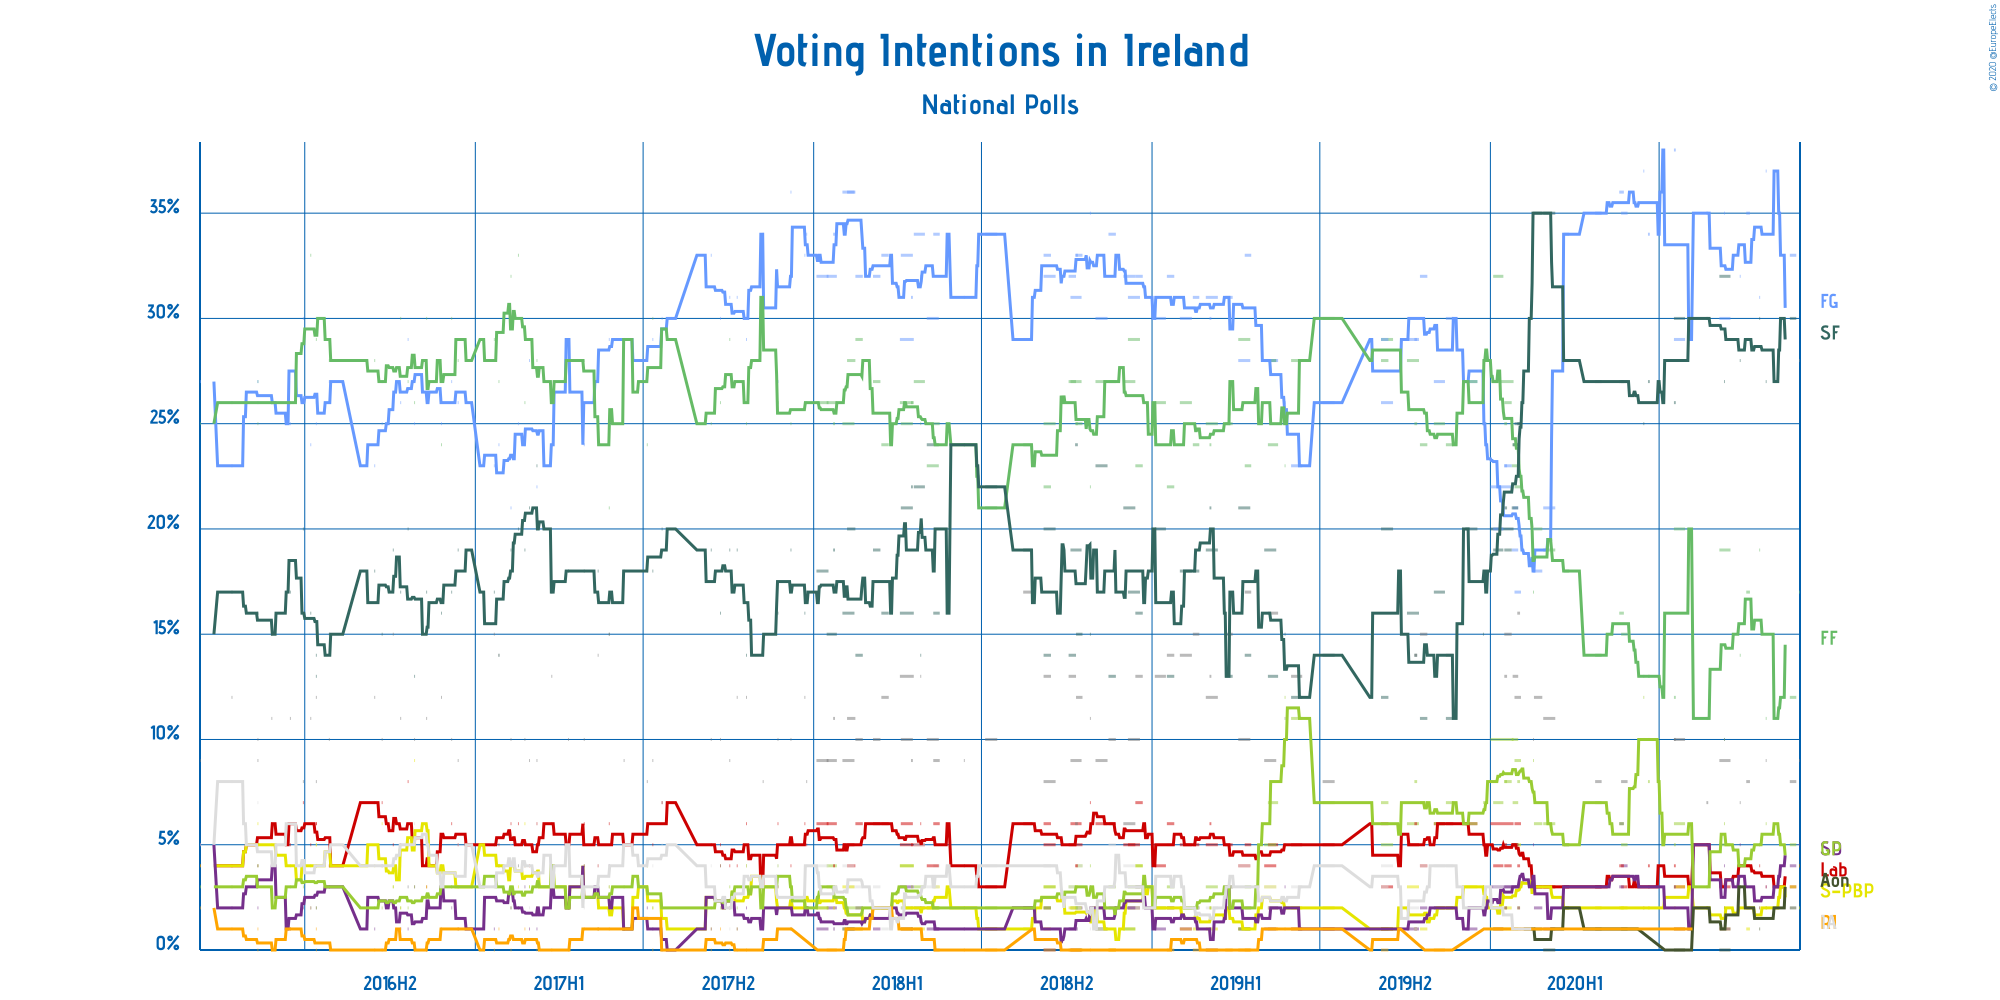 © 2020 @EuropeElects
Voting Intentions in Ireland
National Polls
35%
30%
25%
20%
15%
10%
5%
0%
FG
SF
FF
Lab
Aon
S-PBP
2016H2 2017H1 2017H2 2018H1 2018H2 2019H1 2019H2 2020H1